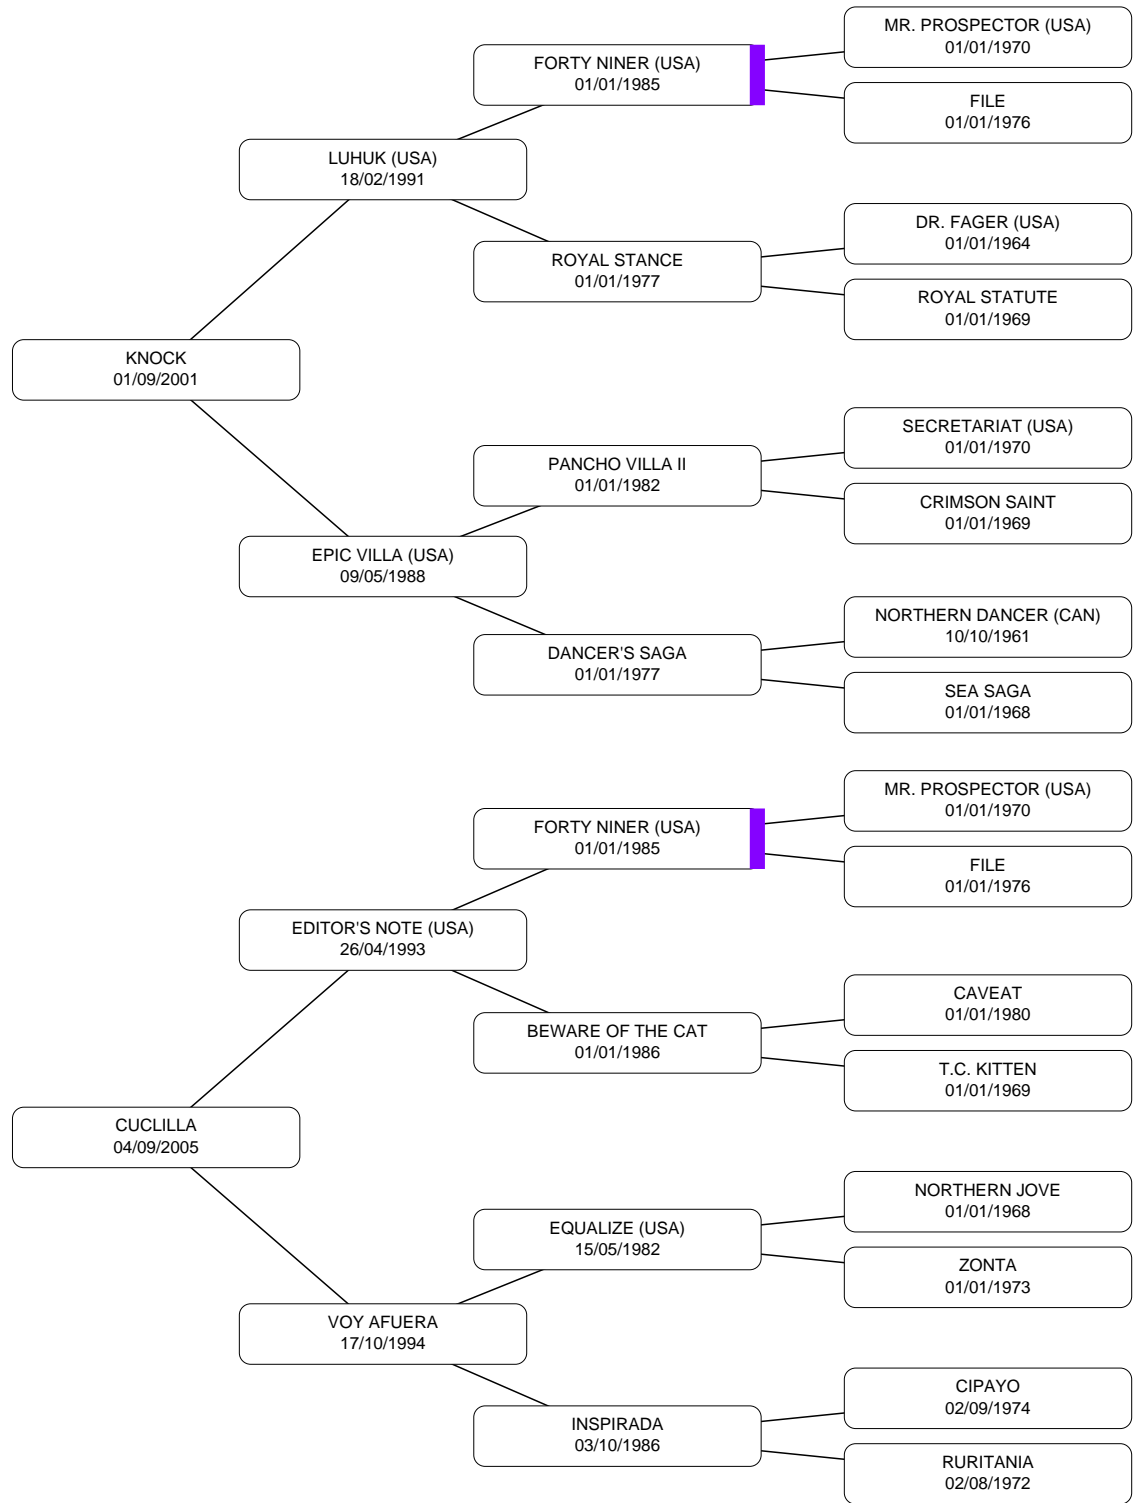 MR. PROSPECTOR (USA)
01/01/1970
FORTY NINER (USA)
01/01/1985
FILE
01/01/1976
LUHUK (USA)
18/02/1991
DR. FAGER (USA)
01/01/1964
ROYAL STANCE
01/01/1977
ROYAL STATUTE
01/01/1969
KNOCK
01/09/2001
SECRETARIAT (USA)
01/01/1970
PANCHO VILLA II
01/01/1982
CRIMSON SAINT
01/01/1969
EPIC VILLA (USA)
09/05/1988
NORTHERN DANCER (CAN)
10/10/1961
DANCER'S SAGA
01/01/1977
SEA SAGA
01/01/1968
MR. PROSPECTOR (USA)
01/01/1970
FORTY NINER (USA)
01/01/1985
FILE
01/01/1976
EDITOR'S NOTE (USA)
26/04/1993
CAVEAT
01/01/1980
BEWARE OF THE CAT
01/01/1986
T.C. KITTEN
01/01/1969
CUCLILLA
04/09/2005
NORTHERN JOVE
01/01/1968
EQUALIZE (USA)
15/05/1982
ZONTA
01/01/1973
VOY AFUERA
17/10/1994
CIPAYO
02/09/1974
INSPIRADA
03/10/1986
RURITANIA
02/08/1972